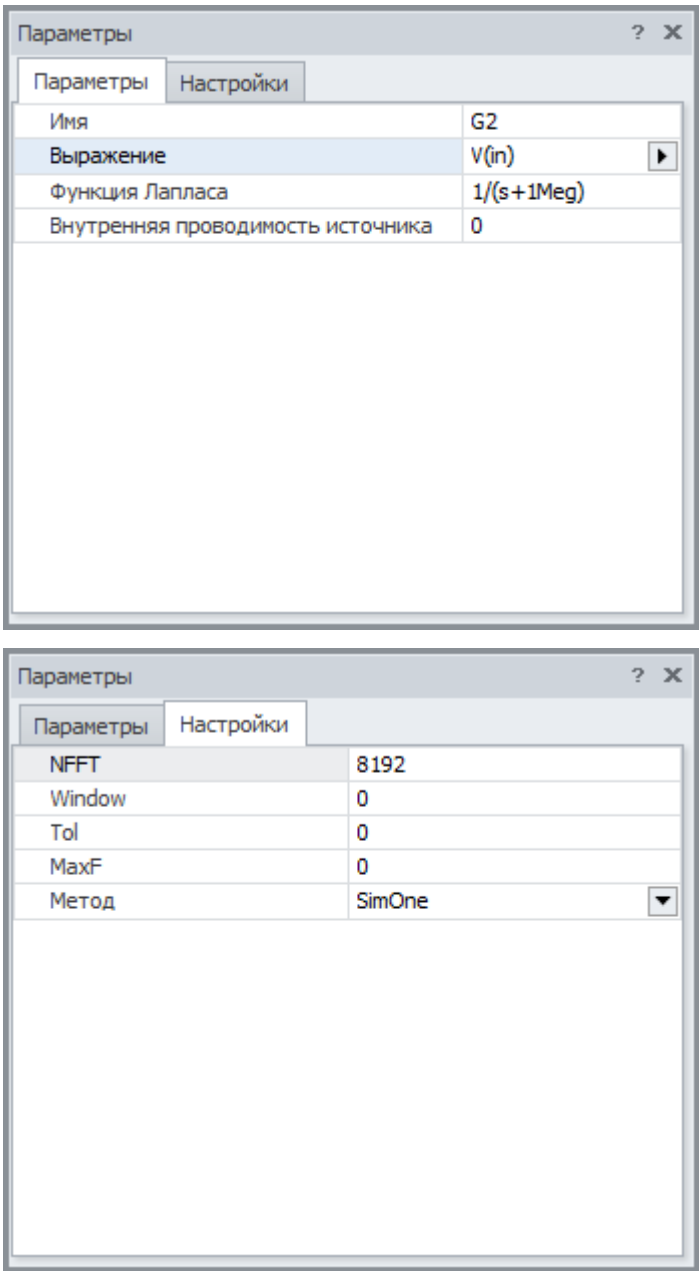 Параметры ?
Параметры Настройки
Имя G2
Выражение V(in)
Функция Лапласа 1/(s+1Meg)
Внутренняя проводимость источника 0
Параметры ?
Параметры Настройки
NFFT 8192
Window 0
Tol 0
MaxF 0
Метод SimOne